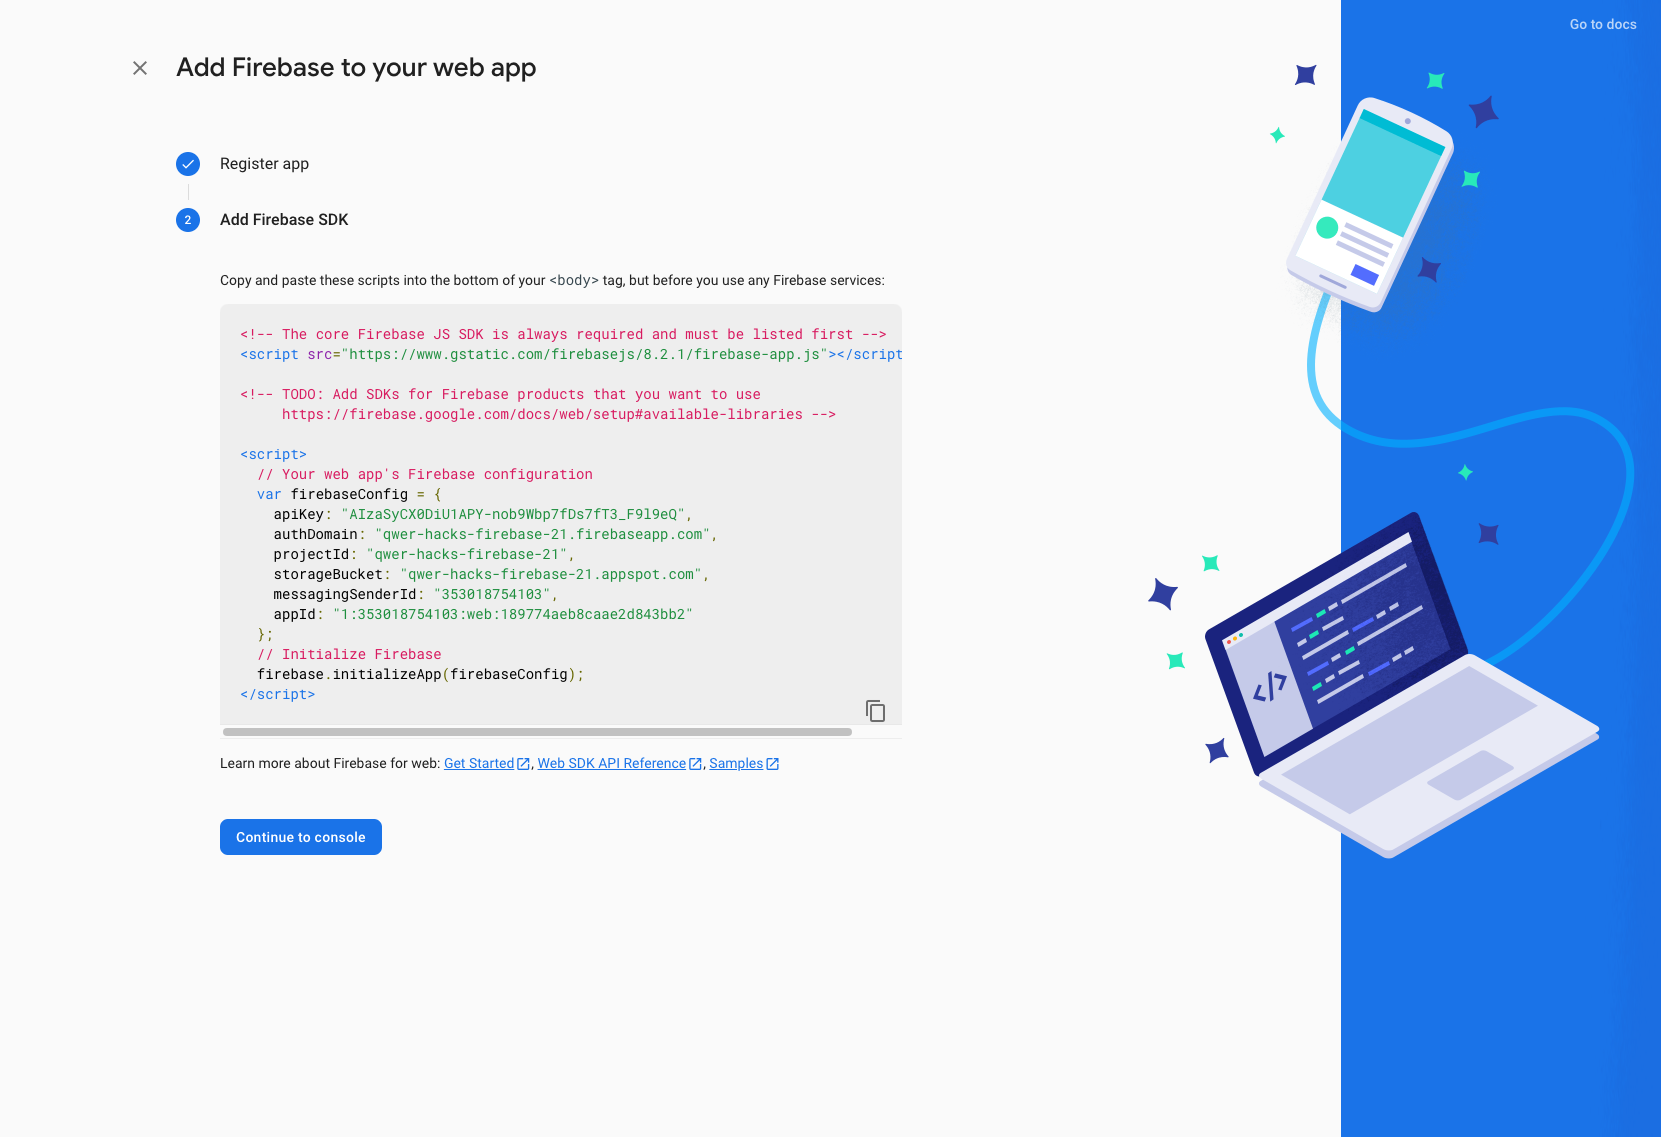 Go to docs
Add Firebase to your web app
Register app
2
Add Firebase SDK
Copy and paste these scripts into the bottom of your <body> tag, but before you use any Firebase services:
<!-- The core Firebase JS SDK is always required and must be listed first -->
<script src="https://www.gstatic.com/firebasejs/8.2.1/firebase-app.js"></script
<!-- TODO: Add SDKs for Firebase products that you want to use
https://firebase.google.com/docs/web/setup#available-libraries -->
<script>
// Your web app's Firebase configuration
var firebaseConfig = {
apiKey: "AIzaSyCX0DiU1APY-nob9Wbp7fDs7fT3_F9l9eQ",
authDomain: "qwer-hacks-firebase-21.firebaseapp.com",
projectId: "qwer-hacks-firebase-21",
storageBucket: "qwer-hacks-firebase-21.appspot.com",
messagingSenderId: "353018754103",
appId: "1:353018754103:web:189774aeb8caae2d843bb2"
};
// Initialize Firebase
firebase.initializeApp(firebaseConfig);
</script>
Learn more about Firebase for web: Get Started, Web SDK API Reference, Samples
Continue to console
</>